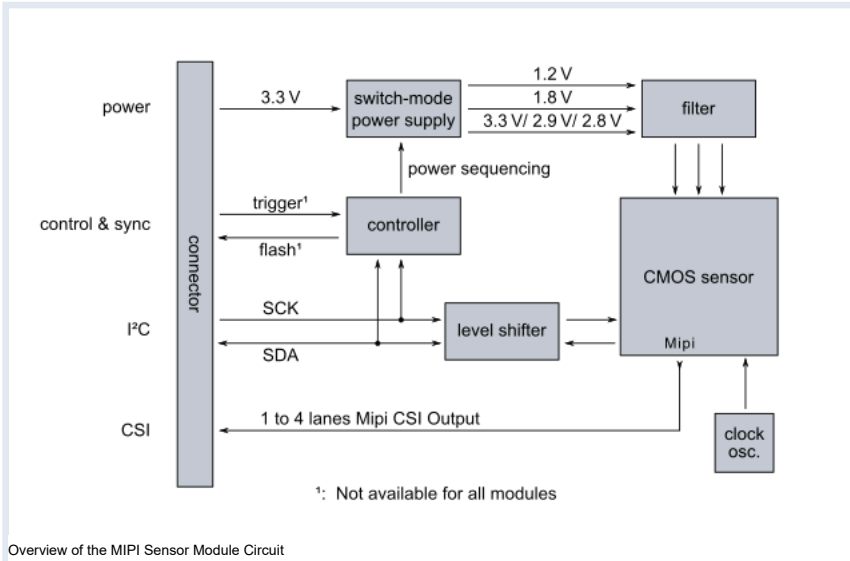 power
3.3 V
switch-mode
power supply
1.2 V
1.8 V
3.3 V/ 2.9 V/ 2.8 V
filter
power sequencing
control & sync
trigger¹
flash¹
controller
connector
CMOS sensor
Mipi
I²C
SCK
SDA
level shifter
CSI
1 to 4 lanes Mipi CSI Output
clock
osc.
¹: Not available for all modules
Overview of the MIPI Sensor Module Circuit